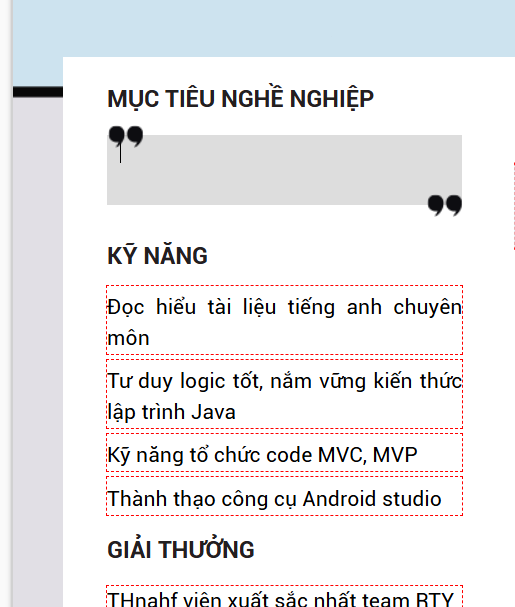 MỤC TIÊU NGHỀ NGHIỆP
KỸ NĂNG
Đọc hiểu tài liệu tiếng anh chuyên
môn
Tư duy logic tốt, nắm vững kiến thức
lập trình Java
Kỹ năng tổ chức code MVC, MVP
Thành thạo công cụ Android studio
GIẢI THƯỞNG
THnahf viên xuất sắc nhất team RTY